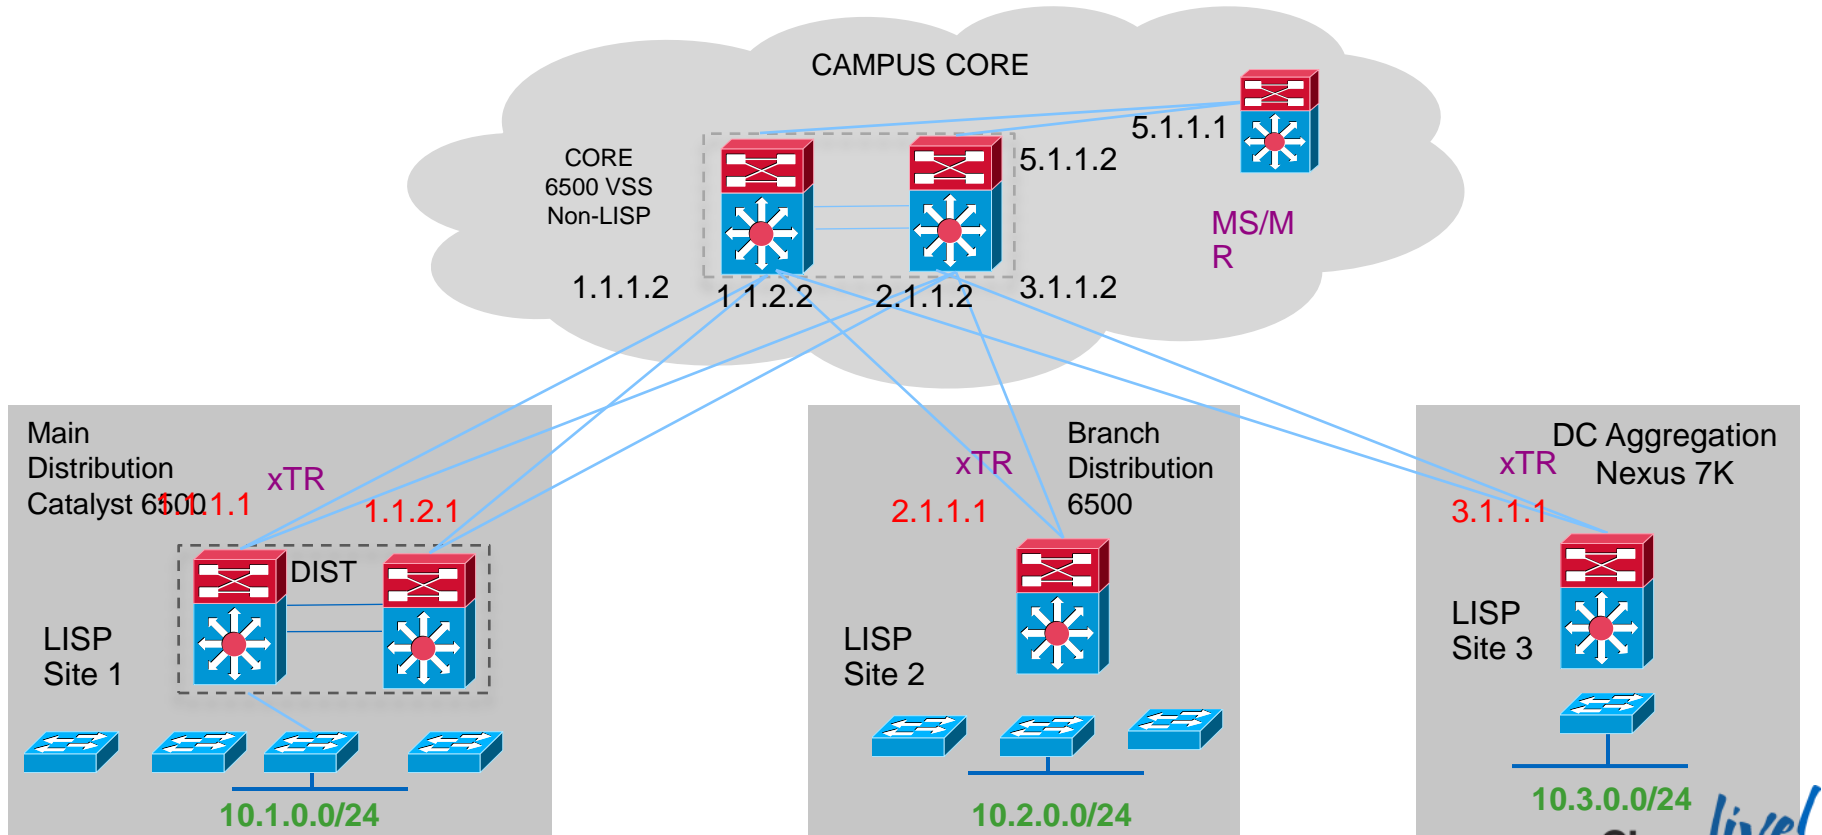 CAMPUS CORE
5.1.1.1
CORE
6500 VSS
Non-LISP
5.1.1.2
MS/M
R
1.1.1.2
1.1.2.2
2.1.1.2
3.1.1.2
Main
Distribution
Catalyst 6500
xTR
1.1.1.1
1.1.2.1
DIST
LISP
Site 1
10.1.0.0/24
Branch
Distribution
6500
xTR
2.1.1.1
LISP
Site 2
10.2.0.0/24
DC Aggregation
Nexus 7K
xTR
3.1.1.1
LISP
Site 3
10.3.0.0/24
live!